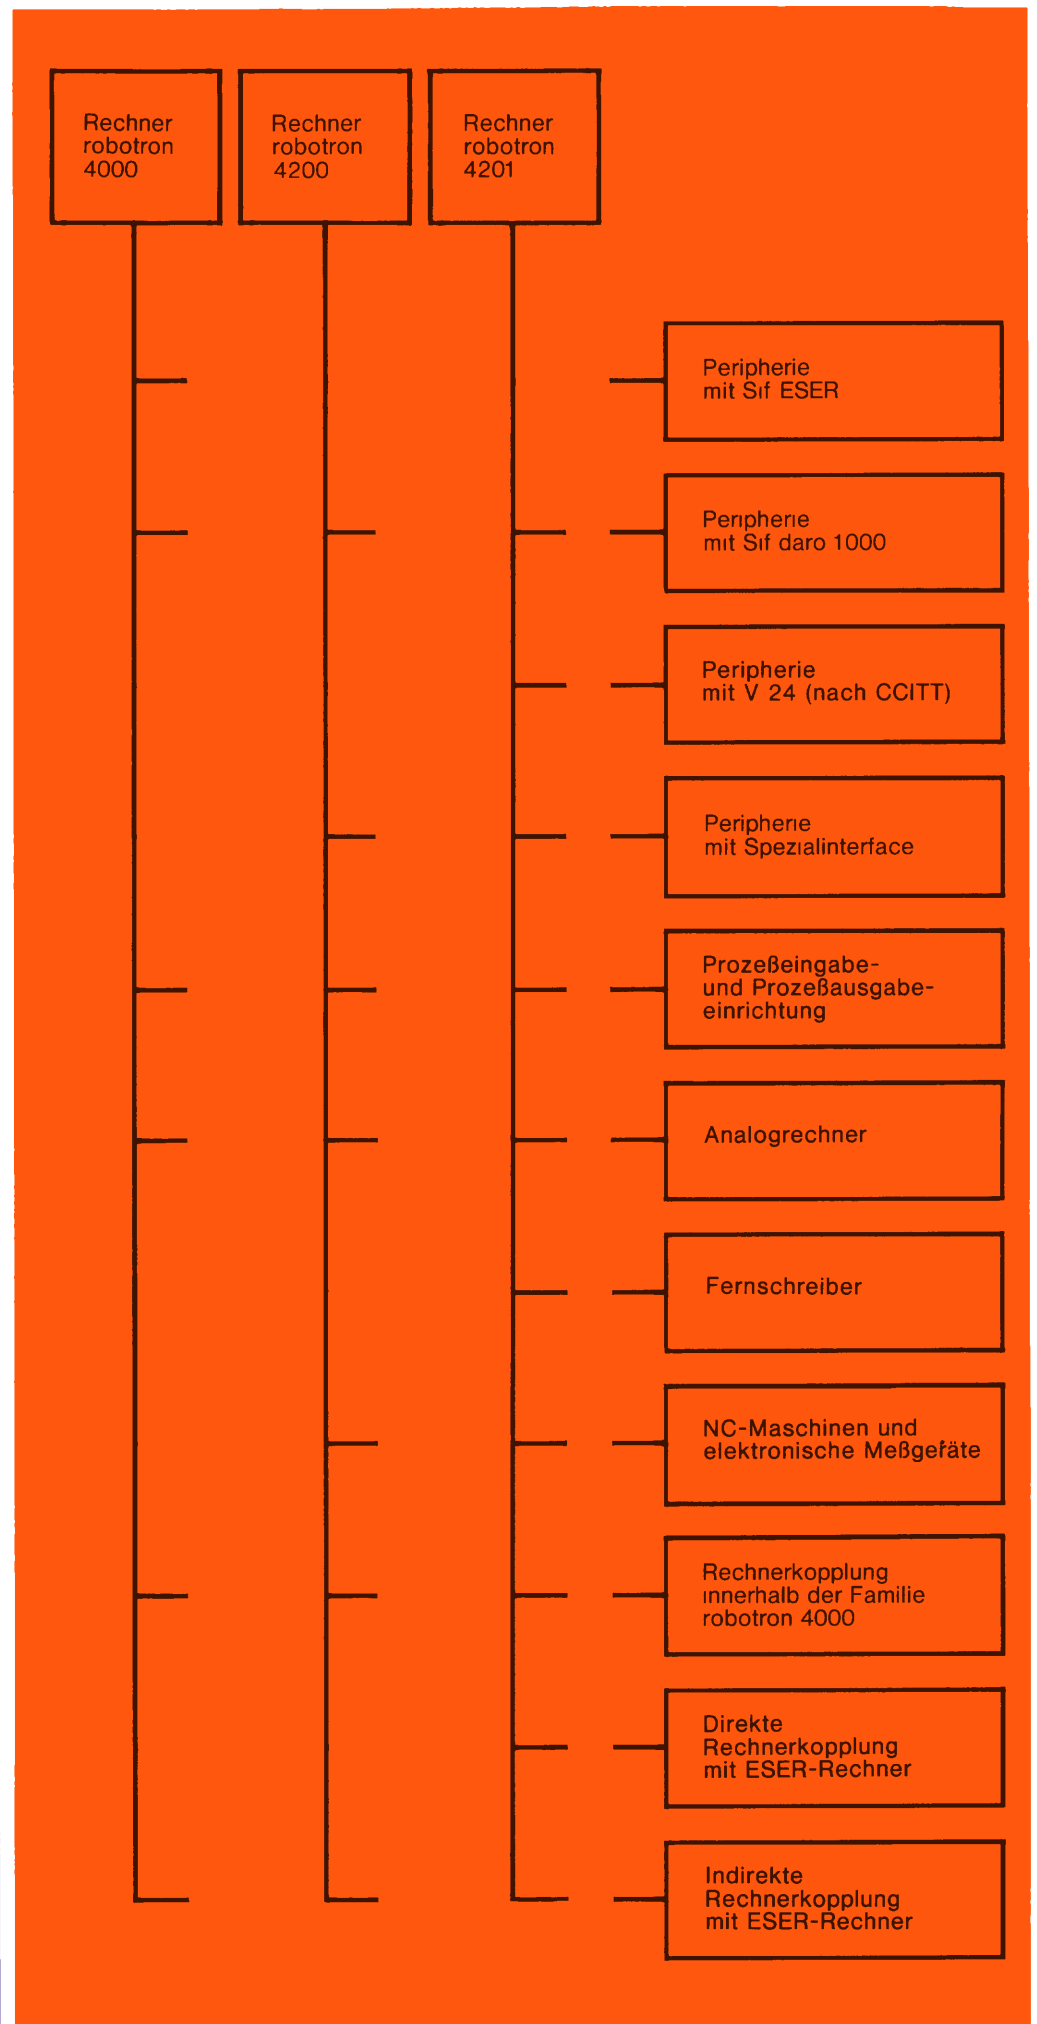 Rechner
robotron
4000
Rechner
robotron
4200
Rechner
robotron
4201
Peripherie
mit Sif ESER
Peripherie
mit Sif daro 1000
Peripherie
mit V 24 (nach CCITT)
Peripherie
mit Spezialinterface
Prozeßeingabe-
und Prozeßausgabe-
einrichtung
Analogrechner
Fernschreiber
NC-Maschinen und
elektronische Meßgeräte
Rechnerkopplung
innerhalb der Familie
robotron 4000
Direkte
Rechnerkopplung
mit ESER-Rechner
Indirekte
Rechnerkopplung
mit ESER-Rechner